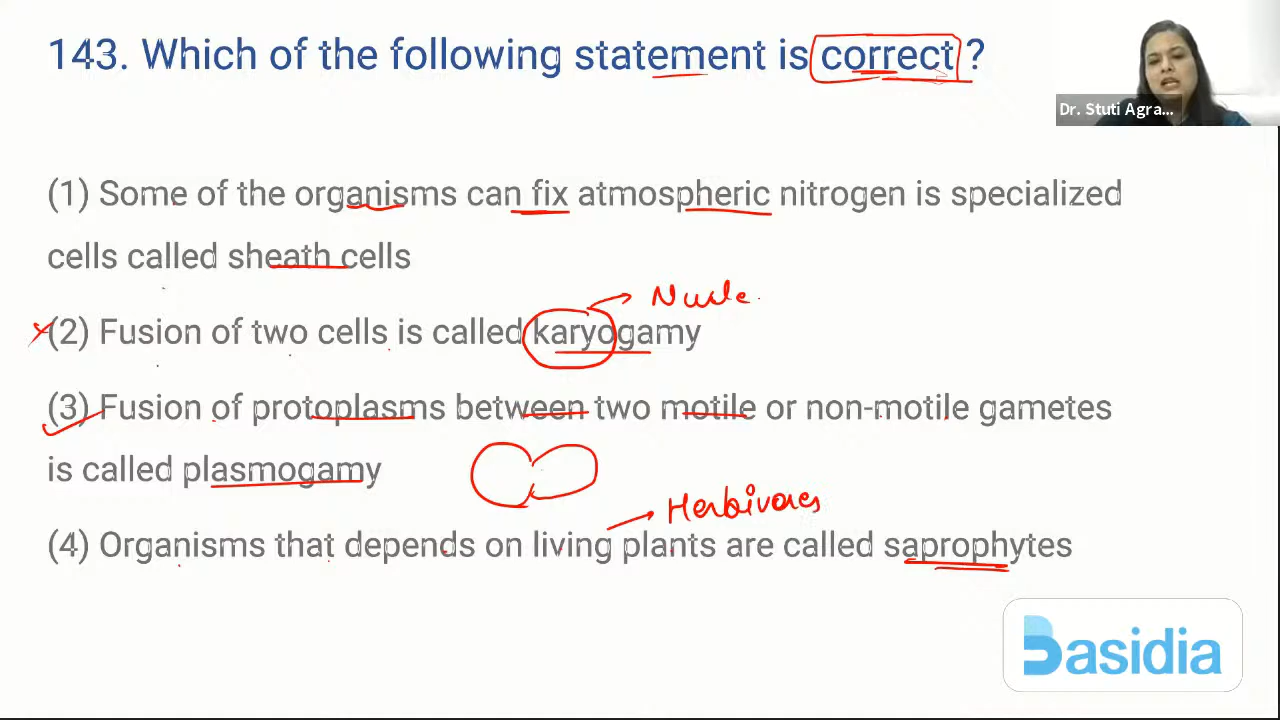 143. Which of the following statement is correct ?
Dr. Stuti Agra...
(1) Some of the organisms can fix atmospheric nitrogen is specialized
cells called sheath cells
Nucle
(2) Fusion of two cells is called karyogamy
(3) Fusion of protoplasms between two motile or non-motile gametes
is called plasmogamy
Herbivores
(4) Organisms that depends on living plants are called saprophytes
Basidia